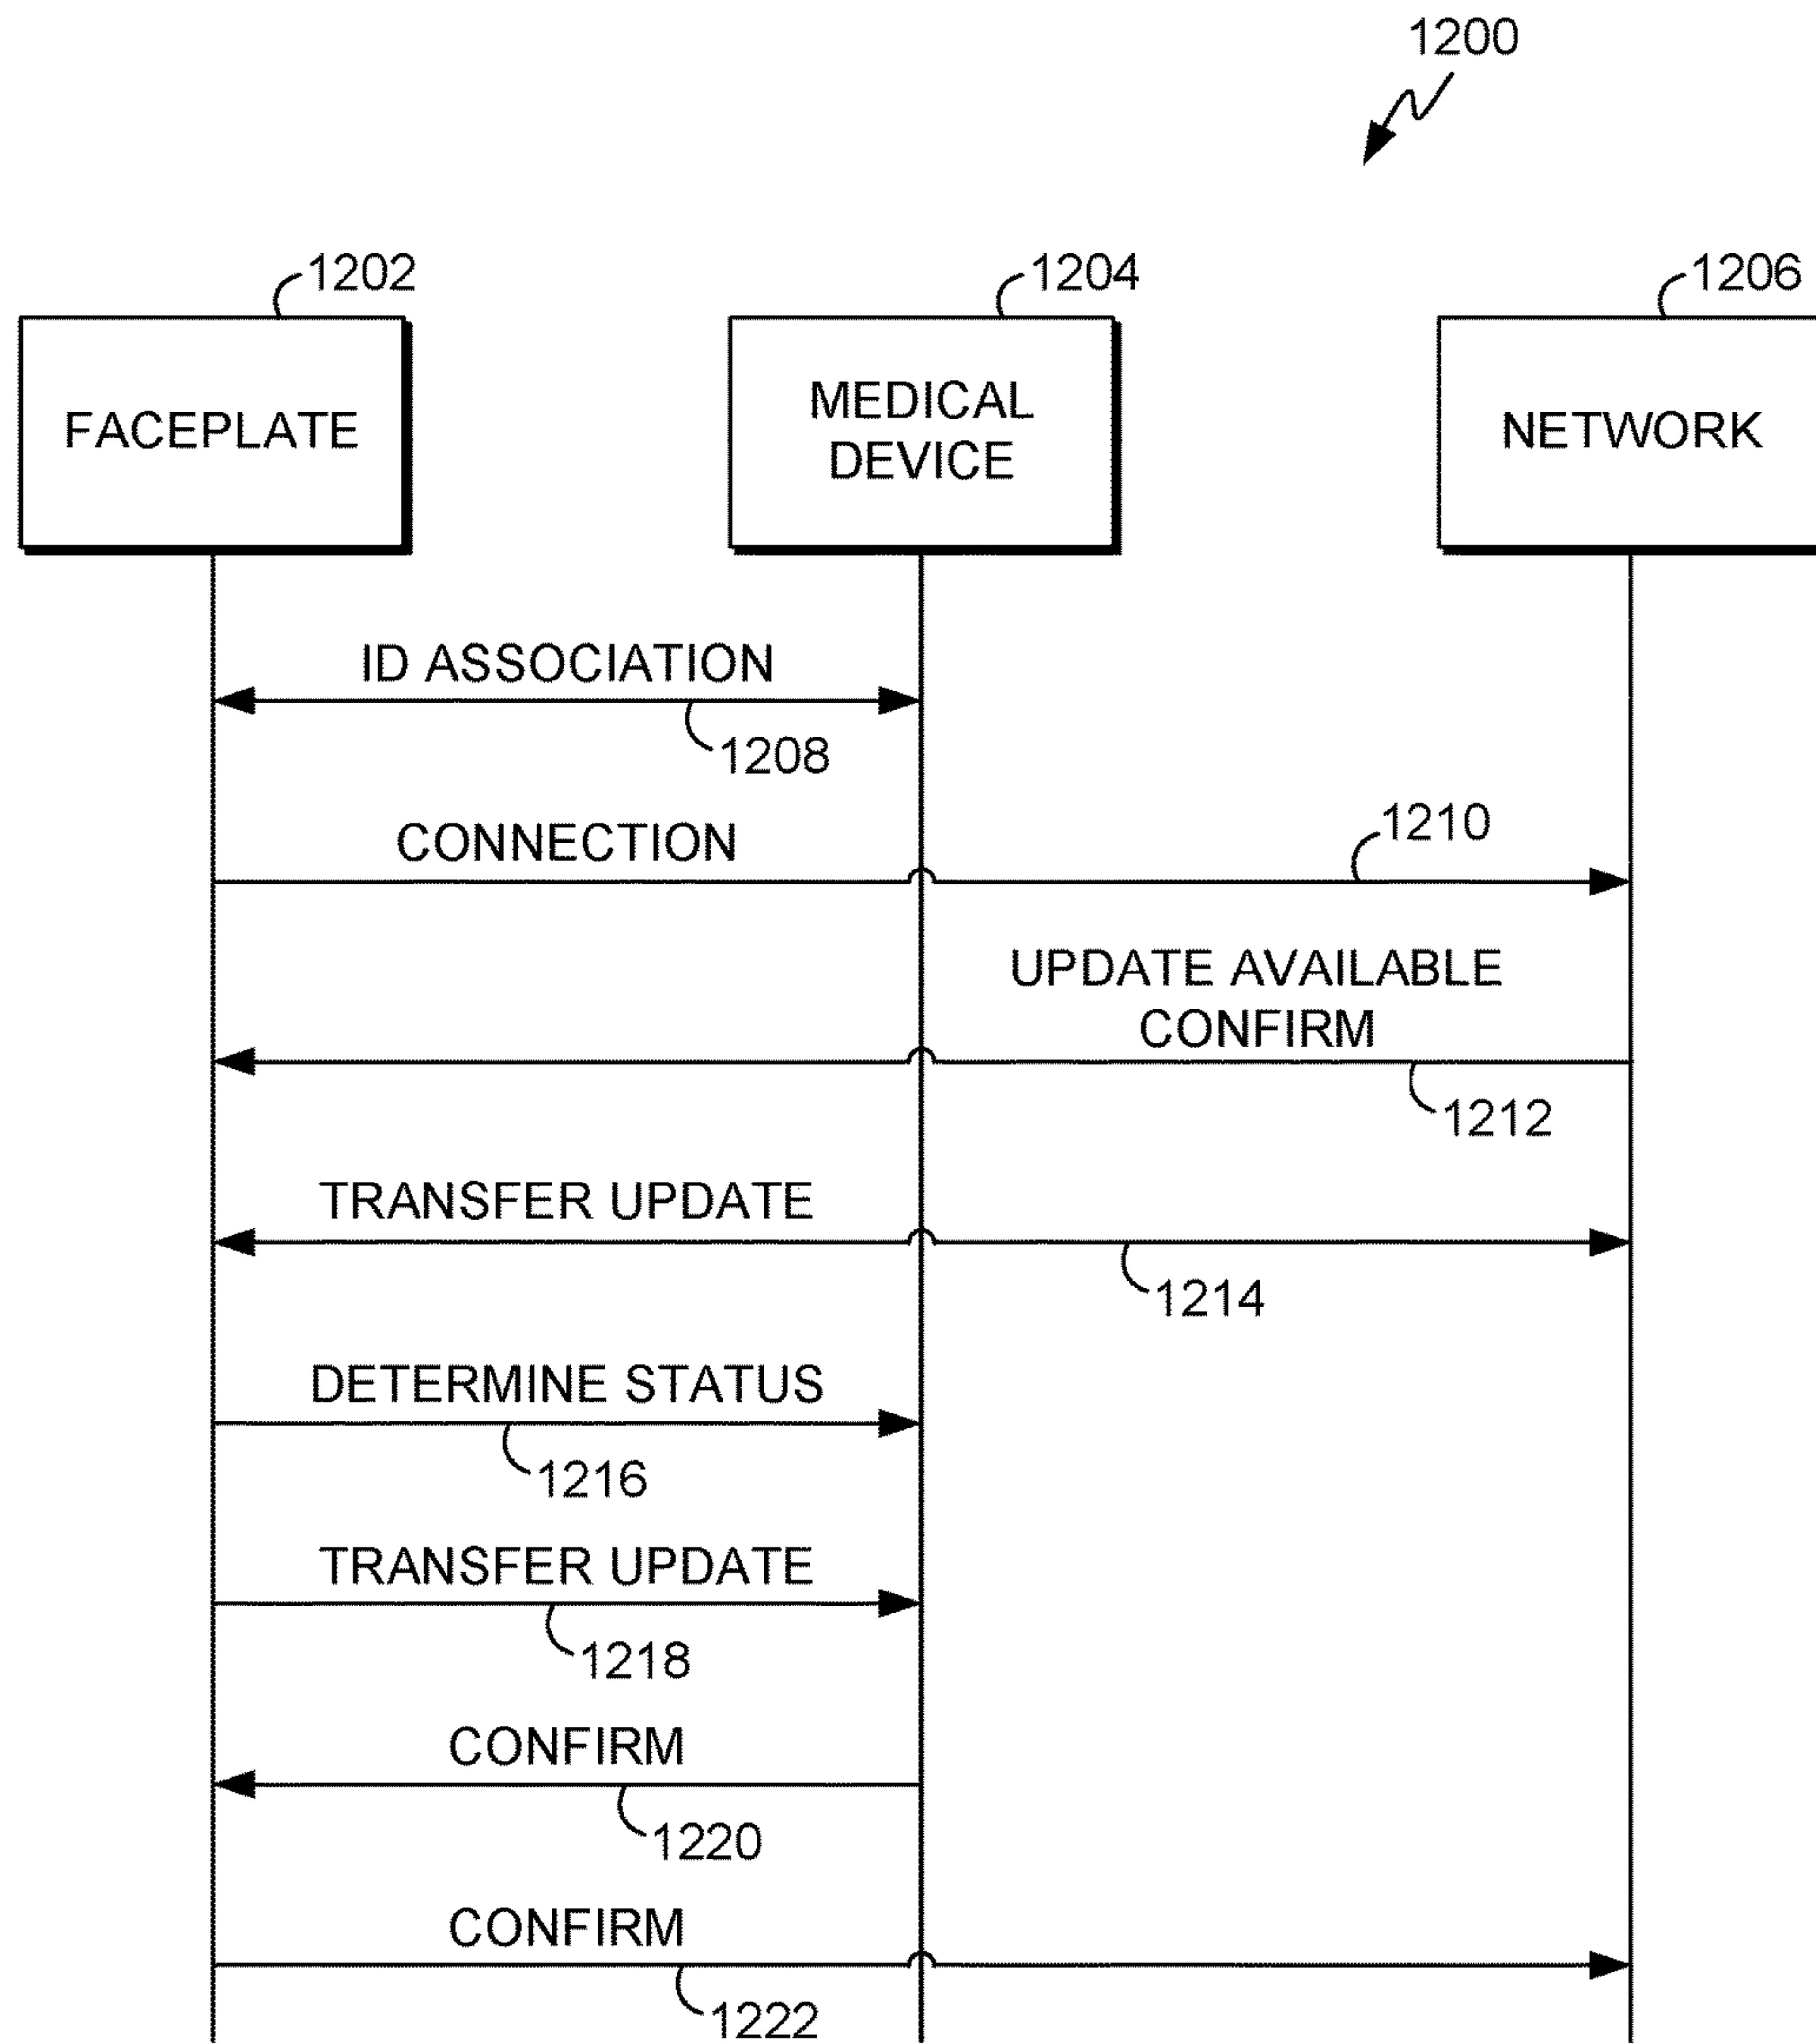 1200
1202
1204
1206
FACEPLATE
MEDICAL
DEVICE
NETWORK
ID ASSOCIATION
1208
CONNECTION
1210
UPDATE AVAILABLE
CONFIRM
1212
TRANSFER UPDATE
1214
DETERMINE STATUS
1216
TRANSFER UPDATE
1218
CONFIRM
1220
CONFIRM
1222